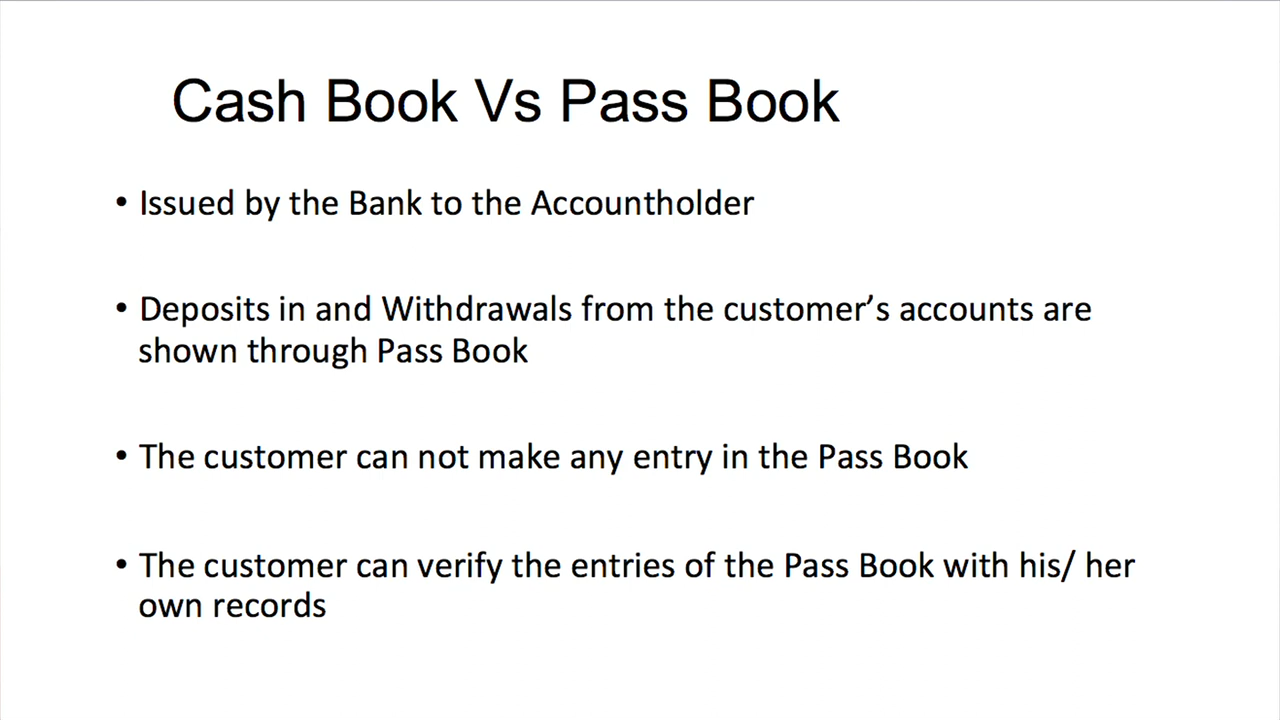 Cash Book Vs Pass Book
• Issued by the Bank to the Accountholder
• Deposits in and Withdrawals from the customer’s accounts are
shown through Pass Book
• The customer can not make any entry in the Pass Book
• The customer can verify the entries of the Pass Book with his/ her
own records